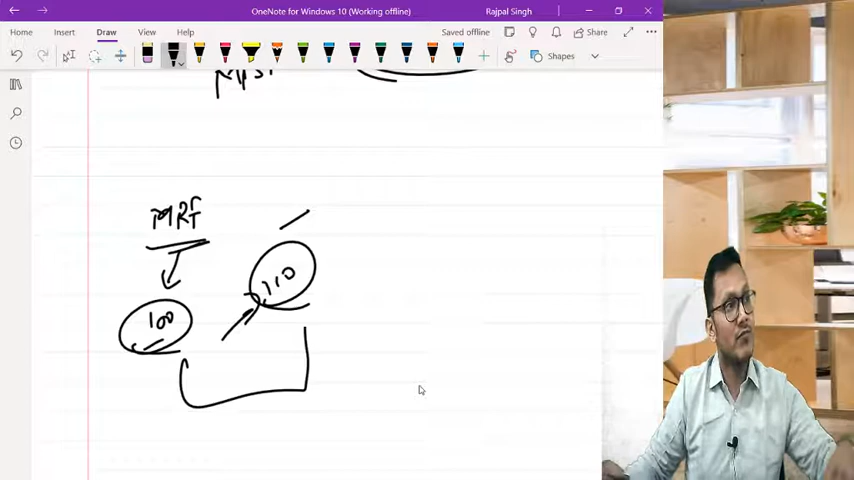 OneNote for Windows 10 (Working offline)
Rajpal Singh
Home Insert Draw View Help
Saved offline
Share
Shapes
100
110